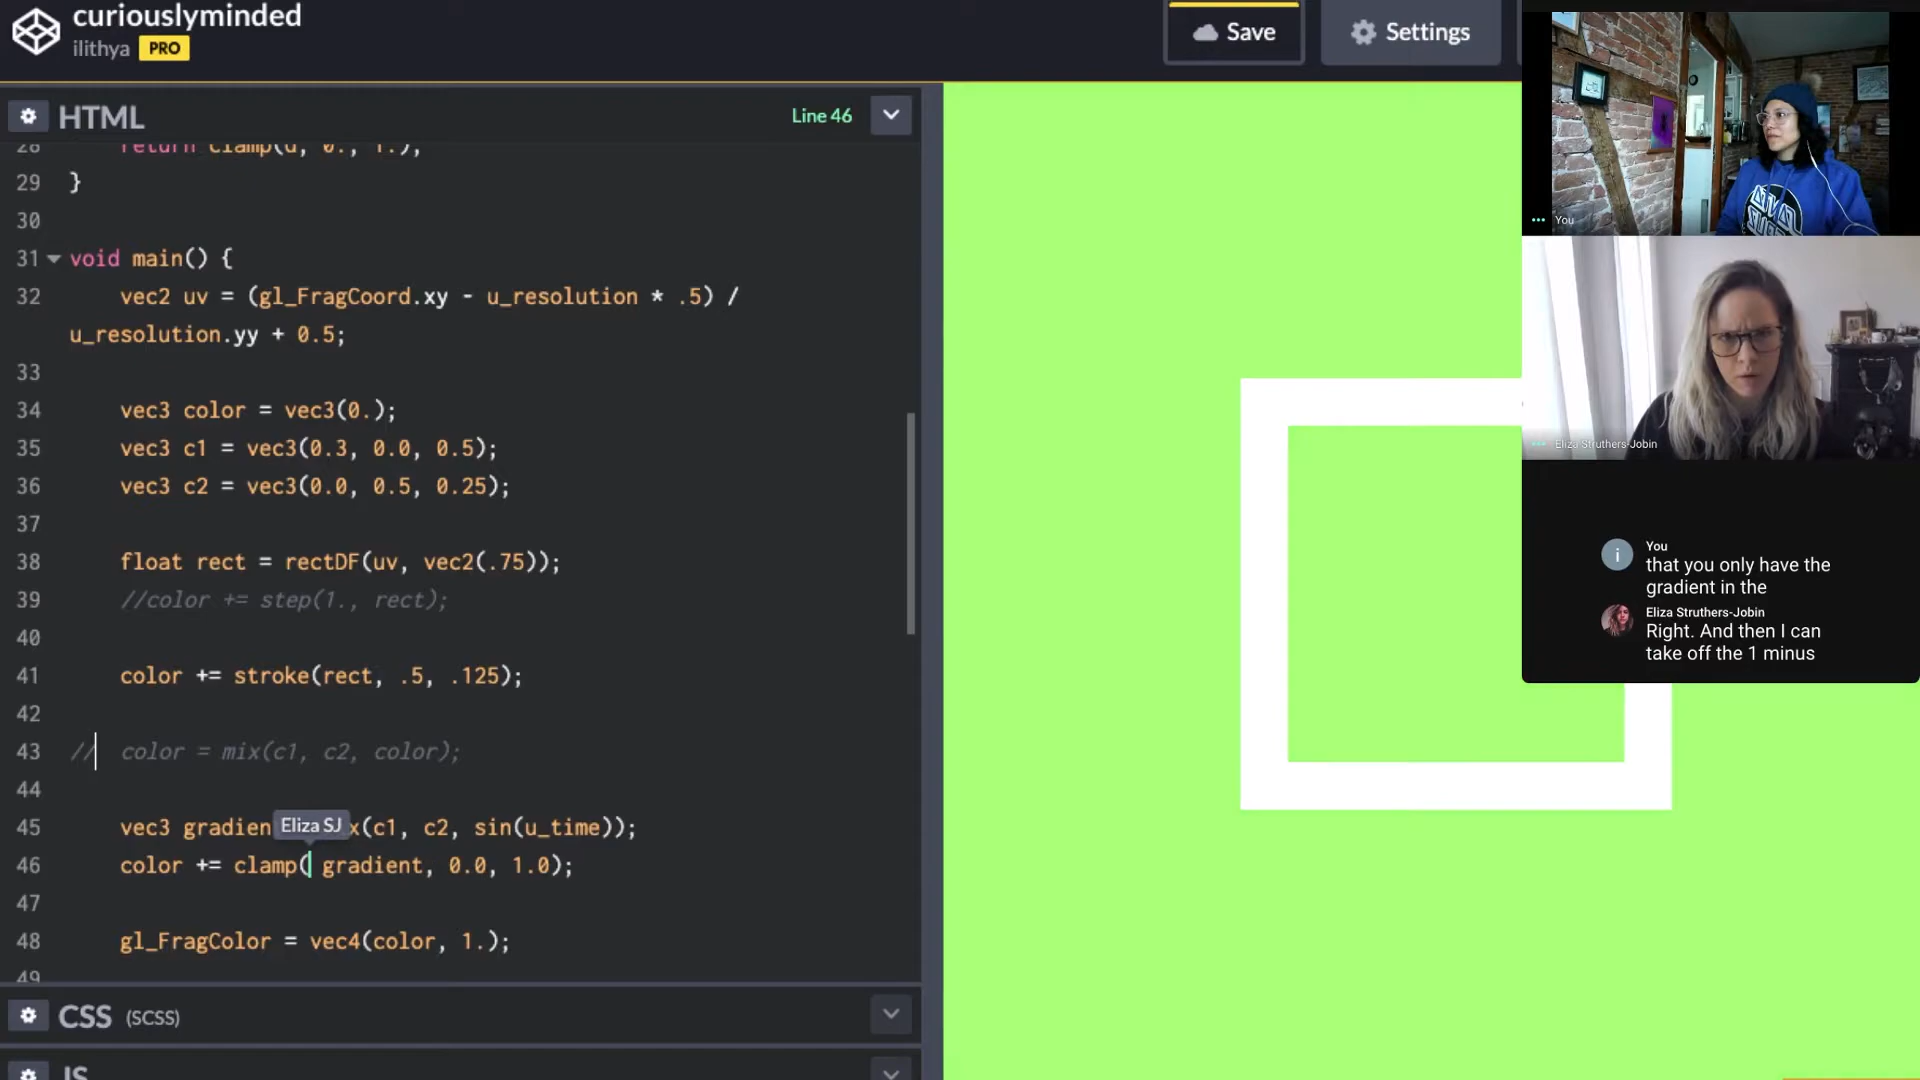 curiouslyminded
ilithya PRO
Save
Settings
HTML
Line 46
28 return clamp(d, 0., 1.);
29 }
30
31 void main() {
32 vec2 uv = (gl_FragCoord.xy - u_resolution * .5) /
u_resolution.yy + 0.5;
33
34 vec3 color = vec3(0.);
35 vec3 c1 = vec3(0.3, 0.0, 0.5);
36 vec3 c2 = vec3(0.0, 0.5, 0.25);
37
38 float rect = rectDF(uv, vec2(.75));
39 //color += step(1., rect);
40
41 color += stroke(rect, .5, .125);
42
43 // color = mix(c1, c2, color);
44
Eliza SJ
45 vec3 gradien x(c1, c2, sin(u_time));
46 color += clamp( gradient, 0.0, 1.0);
47
48 gl_FragColor = vec4(color, 1.);
49
CSS (SCSS)
JS
You
Eliza Struthers-Jobin
i
You
that you only have the
gradient in the
Eliza Struthers-Jobin
Right. And then I can
take off the 1 minus